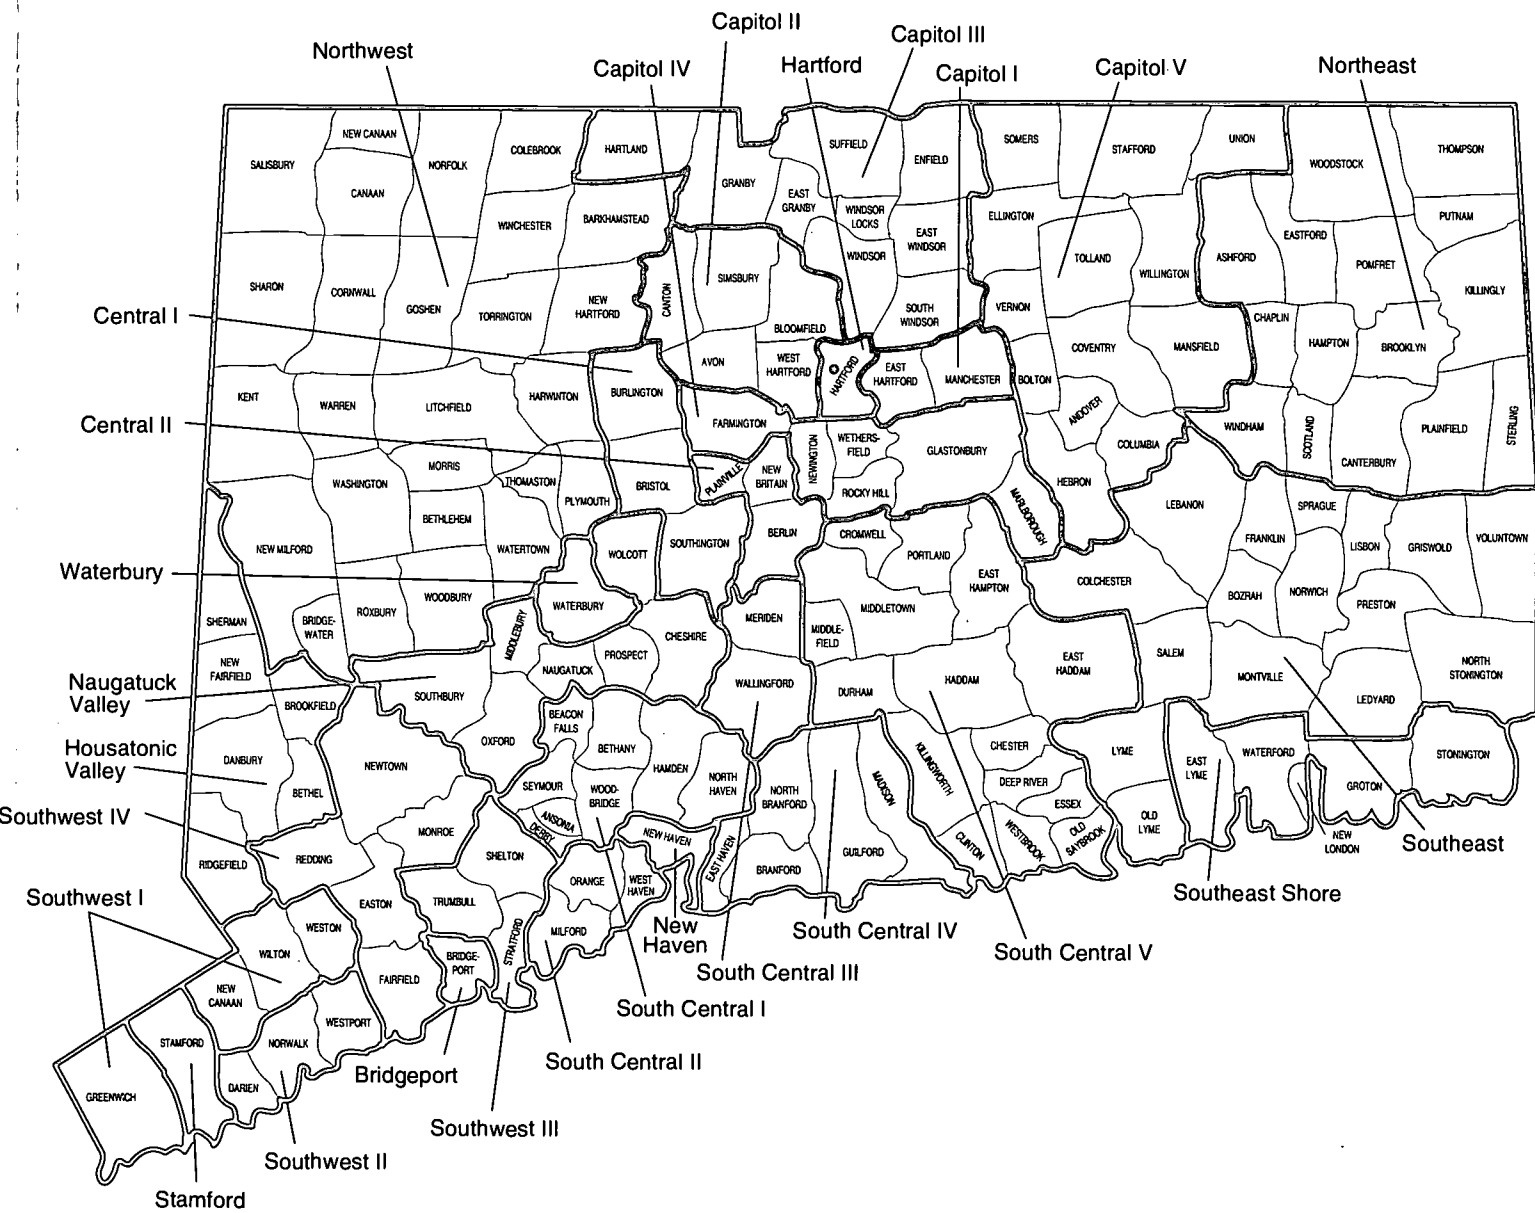 Capitol II
Northwest
Capitol III
Capitol IV
Hartford
Capitol I
Capitol V
Northeast
NEW CANAAN
COLEBROOK
HARTLAND
SUFFIELD
ENFIELD
SOMERS
STAFFORD
UNION
WOODSTOCK
THOMPSON
SALISBURY
NORFOLK
CANAAN
GRANBY
EAST
GRANBY
WINDSOR
LOCKS
WINCHESTER
BARKHAMSTED
ELLINGTON
PUTNAM
EAST
WINDSOR
EASTFORD
WINDSOR
TOLLAND
WILLINGTON
ASHFORD
POMFRET
SHARON
CORNWALL
GOSHEN
TORRINGTON
NEW
HARTFORD
CANTON
SIMSBURY
KILLINGLY
Central I
BLOOMFIELD
SOUTH
WINDSOR
VERNON
CHAPLIN
COVENTRY
MANSFIELD
HAMPTON
BROOKLYN
AVON
WEST
HARTFORD
HARTFORD
EAST
HARTFORD
MANCHESTER
BOLTON
KENT
WARREN
LITCHFIELD
HARWINTON
BURLINGTON
Central II
FARMINGTON
ANDOVER
COLUMBIA
WINDHAM
SCOTLAND
PLAINFIELD
STERLING
CANTERBURY
WASHINGTON
MORRIS
THOMASTON
PLYMOUTH
BRISTOL
PLAINVILLE
NEW
BRITAIN
NEWINGTON
WETHERS-
FIELD
ROCKY HILL
GLASTONBURY
MARLBOROUGH
HEBRON
LEBANON
SPRAGUE
FRANKLIN
LISBON
GRISWOLD
VOLUNTOWN
NEW MILFORD
BETHLEHEM
WATERTOWN
WOLCOTT
SOUTHINGTON
BERLIN
CROMWELL
PORTLAND
EAST
HAMPTON
COLCHESTER
BOZRAH
NORWICH
PRESTON
Waterbury
SHERMAN
BRIDGE-
WATER
ROXBURY
WOODBURY
MIDDLEBURY
WATERBURY
CHESHIRE
MERIDEN
MIDDLE-
FIELD
MIDDLETOWN
NEW
FAIRFIELD
NAUGATUCK
PROSPECT
WALLINGFORD
DURHAM
HADDAM
EAST
HADDAM
SALEM
MONTVILLE
LEDYARD
NORTH
STONINGTON
Naugatuck
Valley
SOUTHBURY
BROOKFIELD
OXFORD
BEACON
FALLS
BETHANY
Housatonic
Valley
DANBURY
BETHEL
NEWTOWN
SEYMOUR
WOOD-
BRIDGE
HAMDEN
NORTH
HAVEN
NORTH
BRANFORD
MADISON
KILLINGWORTH
CHESTER
DEEP RIVER
ESSEX
LYME
EAST
LYME
WATERFORD
GROTON
STONINGTON
Southwest IV
RIDGEFIELD
REDDING
MONROE
SHELTON
ANSONIA
DERBY
NEW HAVEN
EAST HAVEN
BRANFORD
GUILFORD
CLINTON
WESTBROOK
OLD
SAYBROOK
OLD
LYME
NEW
LONDON
Southeast
Southeast Shore
Southwest I
WESTON
EASTON
TRUMBULL
STRATFORD
ORANGE
WEST
HAVEN
MILFORD
WILTON
NEW
CANAAN
FAIRFIELD
BRIDGE-
PORT
New
Haven
South Central IV
South Central V
South Central III
South Central I
STAMFORD
NORWALK
WESTPORT
GREENWICH
DARIEN
South Central II
Bridgeport
Southwest III
Southwest II
Stamford